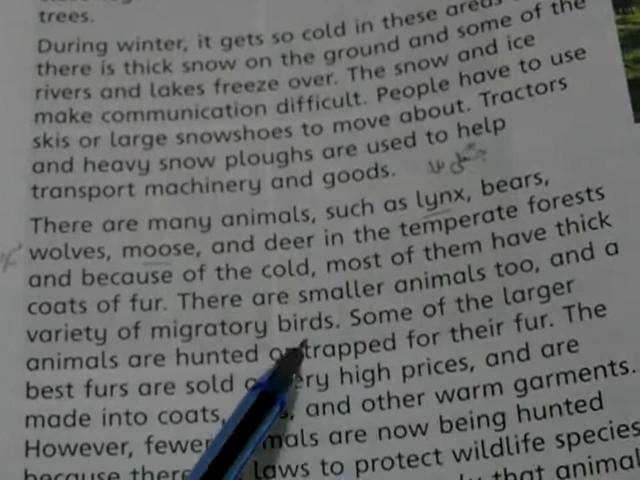 trees.
During winter, it gets so cold in these areas
there is thick snow on the ground and some of the
rivers and lakes freeze over. The snow and ice
make communication difficult. People have to use
skis or large snowshoes to move about. Tractors
and heavy snow ploughs are used to help
transport machinery and goods.
There are many animals, such as lynx, bears,
wolves, moose, and deer in the temperate forests
and because of the cold, most of them have thick
coats of fur. There are smaller animals too, and a
variety of migratory birds. Some of the larger
animals are hunted or trapped for their fur. The
best furs are sold very high prices, and are
made into coats, and other warm garments.
However, fewer animals are now being hunted
because there laws to protect wildlife species
that animal